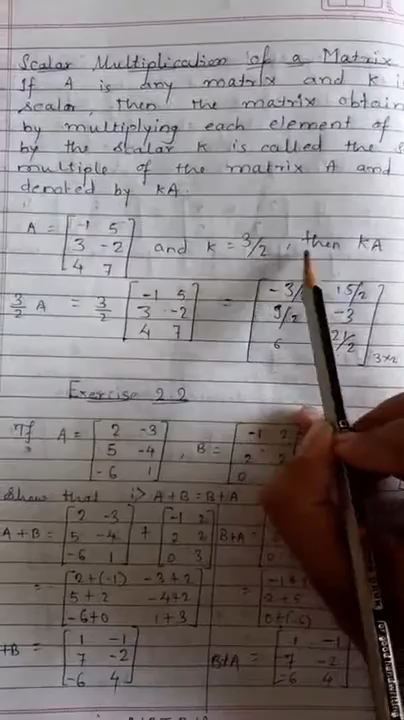 Scalar Multiplication of a Matrix
If A is any matrix and K
scalar, then the matrix
by multiplying each element of
by the scalar K is called the
multiple of the matrix A and
denoted by KA.
A = [-1 5; 3 -2; 4 7] and K = 3/2, then KA
3/2 A = 3/2 [-1 5; 3 -2; 4 7] = [-3/ 15/2; 9/2 -3; 6 /2] 3×2
Exercise 2.2
If A = [2 -3; 5 -4; -6 1], B = [-1 2; 2; 0
Show that i> A+B = B+A
A+B = [2 -3; 5 -4; -6 1] + [-1 2; 2 2; 0 3] B+A =
= [2+(-1) -3+2; 5+2 -4+2; -6+0 1+3] = [-1+; 2+5; 0+(-6)
+B = [1 -1; 7 -2; -6 4] B+A = [1 -1; 7 -2; -6 4]